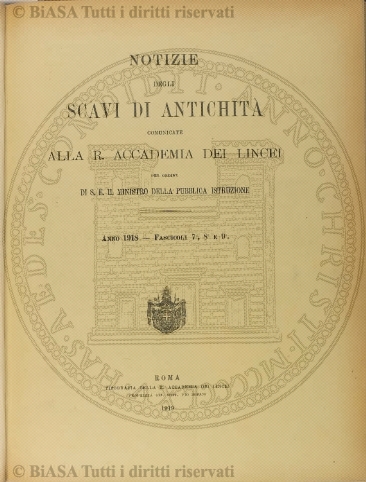 © BiASA Tutti i diritti riservati
NOTIZIE
DEGLI
SCAVI DI ANTICHITÀ
COMUNICATE
ALLA R. ACCADEMIA DEI LINCEI
PER ORDINE
DI S. E. IL MINISTRO DELLA PUBBLICA ISTRUZIONE
ANNO 1918 — FASCICOLI 7°, 8° E 9°.
ROMA
TIPOGRAFIA DELLA R. ACCADEMIA DEI LINCEI
1919
© BiASA Tutti i diritti riservati